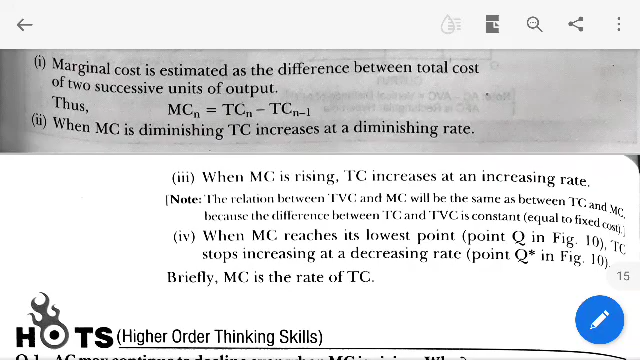 (i) Marginal cost is estimated as the difference between total cost
of two successive units of output.
Thus, MCn = TCn – TCn–1
(ii) When MC is diminishing TC increases at a diminishing rate.
(iii) When MC is rising, TC increases at an increasing rate.
[Note: The relation between TVC and MC will be the same as between TC and MC,
because the difference between TC and TVC is constant (equal to fixed cost).]
(iv) When MC reaches its lowest point (point Q in Fig. 10), TC
stops increasing at a decreasing rate (point Q* in Fig. 10).
Briefly, MC is the rate of TC.
15
HOTS (Higher Order Thinking Skills)